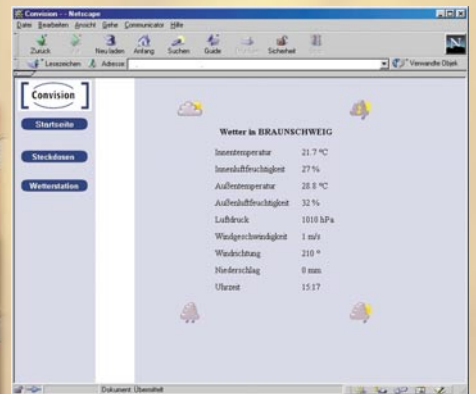 Convision - - Netscape
Datei Bearbeiten Ansicht Gehe Communicator Hilfe
Zurück Neu laden Anfang Suchen Guide Drucken Sicherheit
Lesezeichen Adresse: Verwandte Objek
Convision
Startseite
Steckdosen
Wetterstation
Wetter in BRAUNSCHWEIG
Innentemperatur 21.7 °C
Innenluftfeuchtigkeit 27 %
Außentemperatur 28.8 °C
Außenluftfeuchtigkeit 32 %
Luftdruck 1010 hPa
Windgeschwindigkeit 1 m/s
Windrichtung 210 °
Niederschlag 0 mm
Uhrzeit 15:17
Dokument: Übermittelt